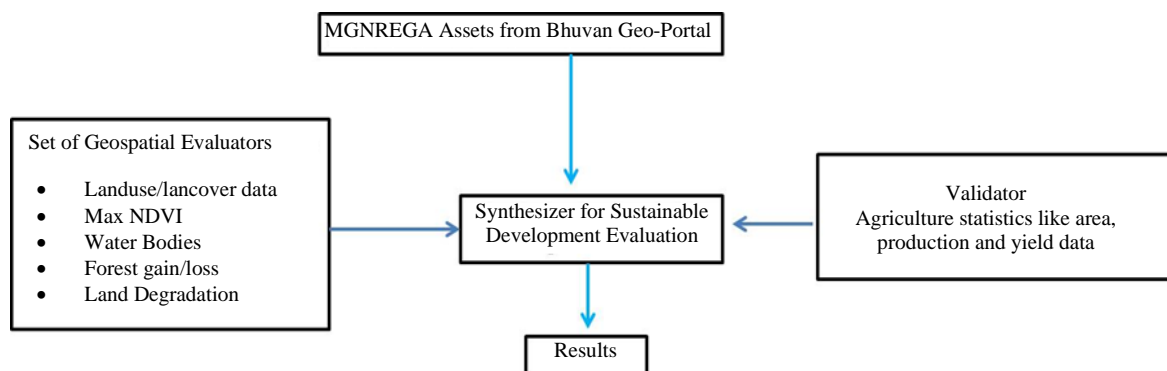 MGNREGA Assets from Bhuvan Geo-Portal
Set of Geospatial Evaluators
• Landuse/lancover data
• Max NDVI
• Water Bodies
• Forest gain/loss
• Land Degradation
Synthesizer for Sustainable
Development Evaluation
Validator
Agriculture statistics like area,
production and yield data
Results